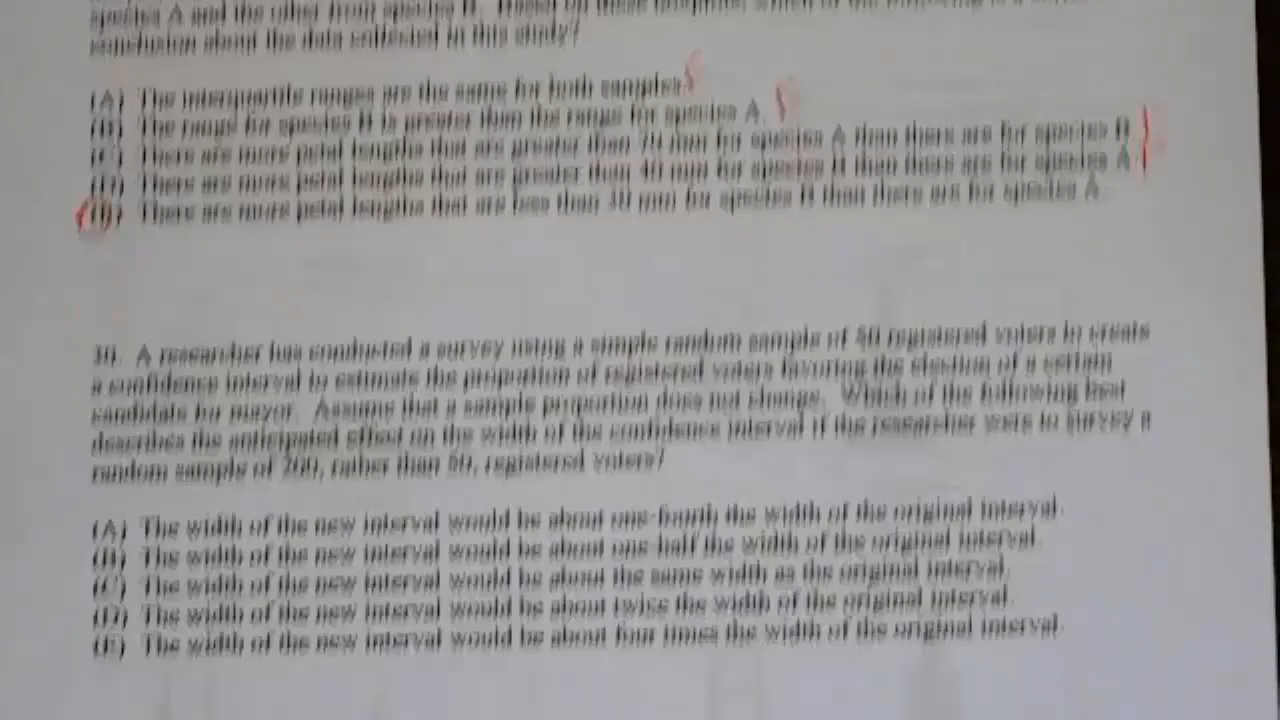 species A and the other from species B. Based on these
conclusion about the data collected in this study?
(A) The interquartile ranges are the same for both samples.
(B) The range for species B is greater than the range for species A.
(C) There are more petal lengths that are greater than 70 mm for species A than there are for species B.
(D) There are more petal lengths that are greater than 40 mm for species B than there are for species A.
(E) There are more petal lengths that are less than 30 mm for species B than there are for species A.
A researcher has conducted a survey using a simple random sample of 50 registered voters to create
a confidence interval to estimate the proportion of registered voters favoring the election of a certain
candidate for mayor. Assume that a sample proportion does not change. Which of the following best
describes the anticipated effect on the width of the confidence interval if the researcher were to survey a
random sample of 200, rather than 50, registered voters?
(A) The width of the new interval would be about one-fourth the width of the original interval.
(B) The width of the new interval would be about one-half the width of the original interval.
(C) The width of the new interval would be about the same width as the original interval.
(D) The width of the new interval would be about twice the width of the original interval.
(E) The width of the new interval would be about four times the width of the original interval.